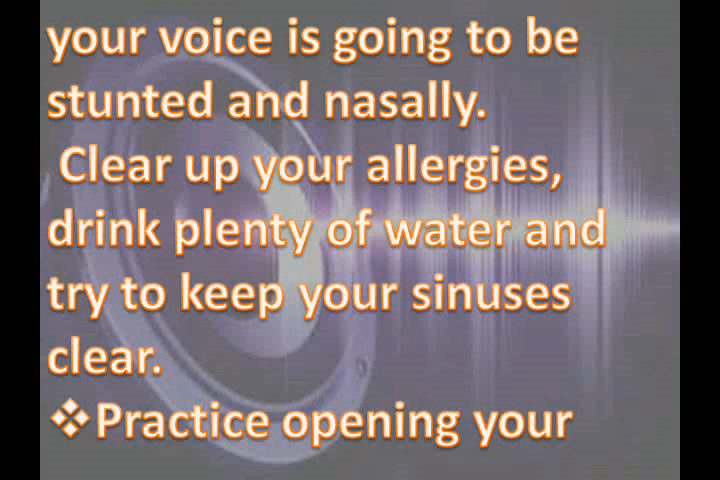 your voice is going to be
stunted and nasally.
Clear up your allergies,
drink plenty of water and
try to keep your sinuses
clear.
❖Practice opening your